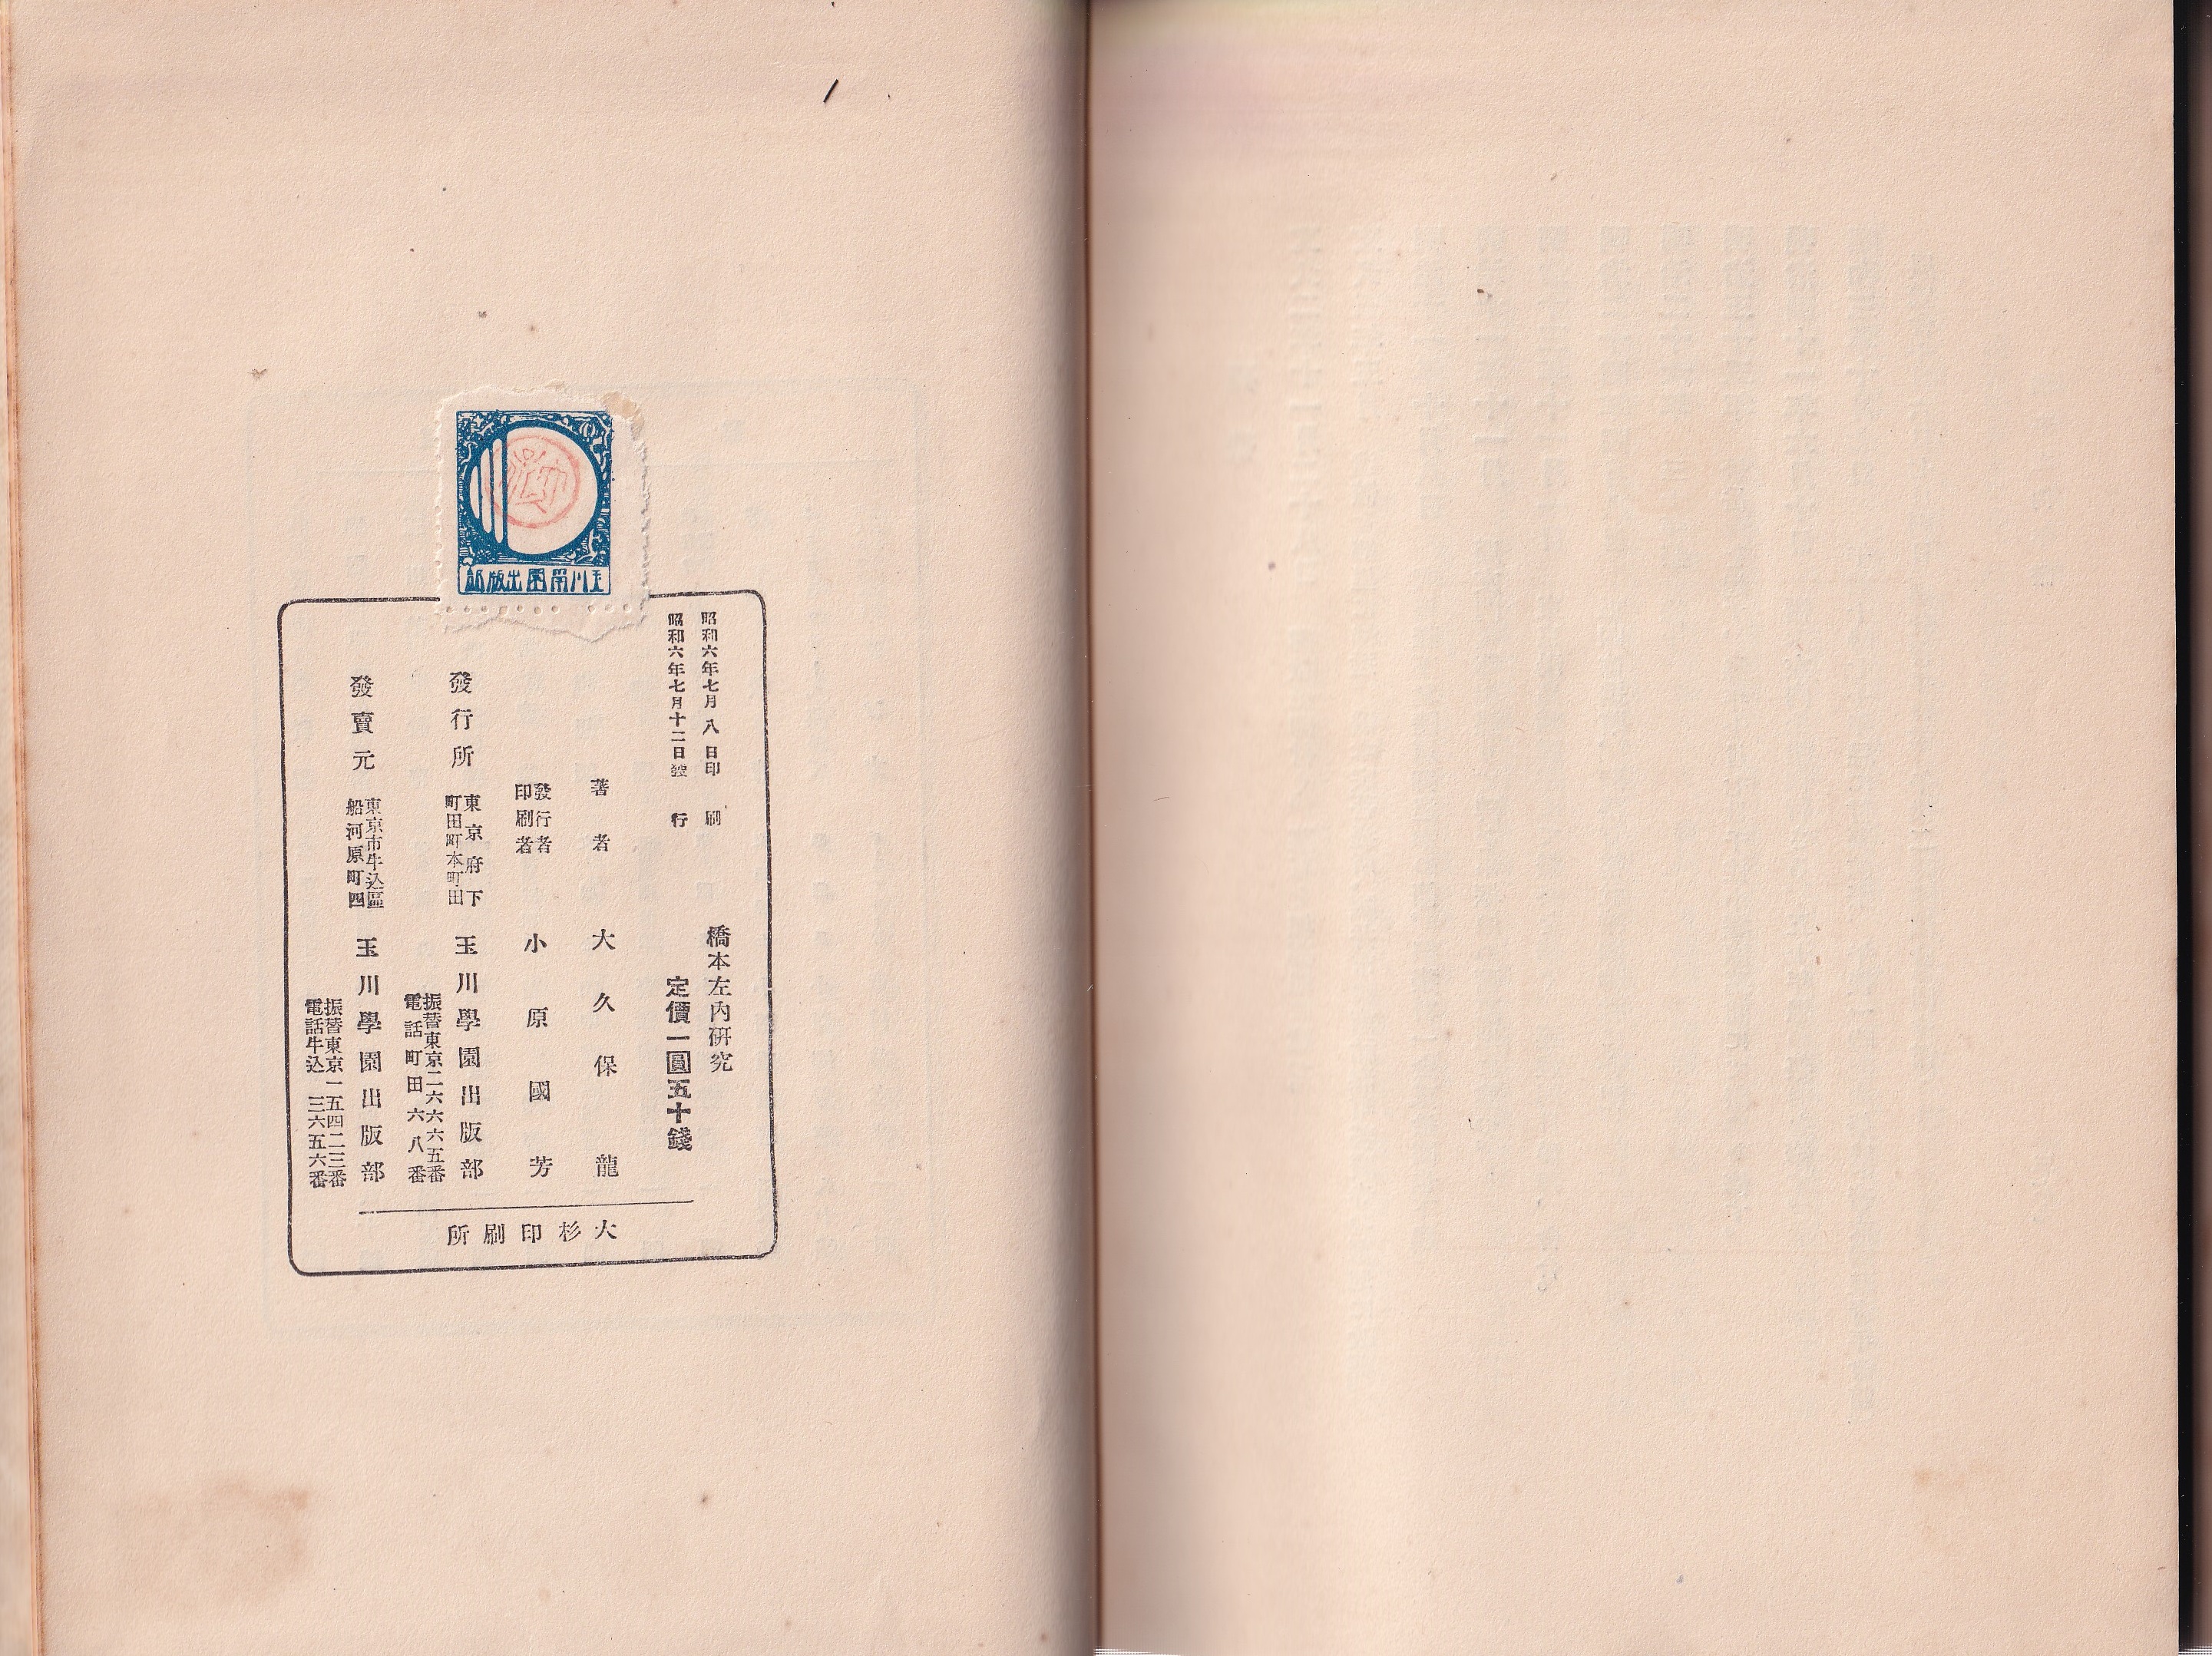 玉川學園出版部
昭和六年七月八日印刷
昭和六年七月十二日發行
橋本左內研究
定價一圓五十錢
著者 大久保龍
發行者
印刷者
小原國芳
發行所
東京府下
町田町本町田
玉川學園出版部
振替東京二六六六五番
電話町田六八番
發賣元
東京市牛込區
船河原町四
玉川學園出版部
振替東京一五四二三番
電話牛込三六五六番
大杉印刷所